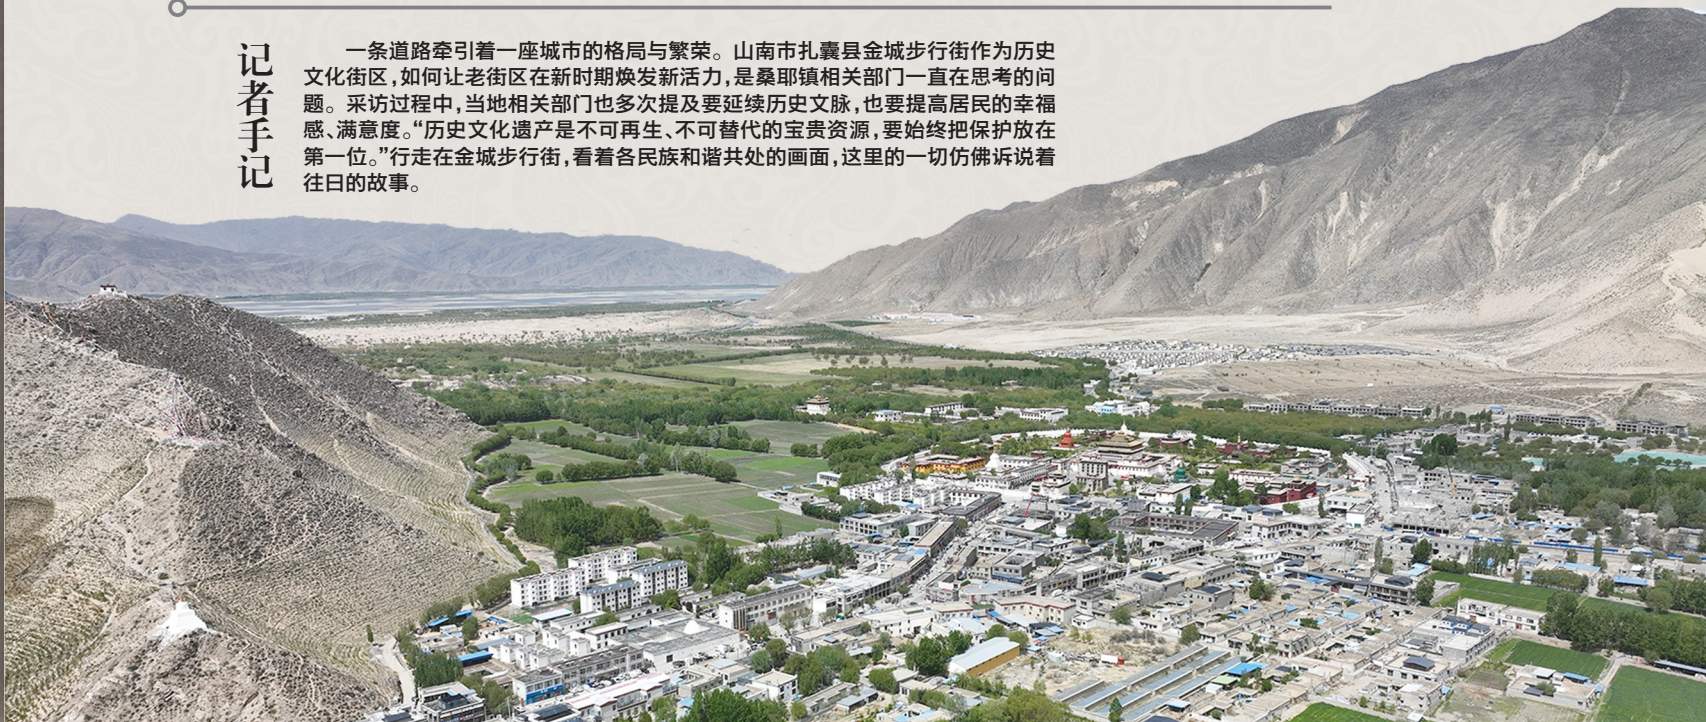 记者手记
一条道路牵引着一座城市的格局与繁荣。山南市扎囊县金城步行街作为历史
文化街区，如何让老街区在新时期焕发新活力，是桑耶镇相关部门一直在思考的问
题。采访过程中，当地相关部门也多次提及要延续历史文脉，也要提高居民的幸福
感、满意度。“历史文化遗产是不可再生、不可替代的宝贵资源，要始终把保护放在
第一位。”行走在金城步行街，看着各民族和谐共处的画面，这里的一切仿佛诉说着
往日的故事。